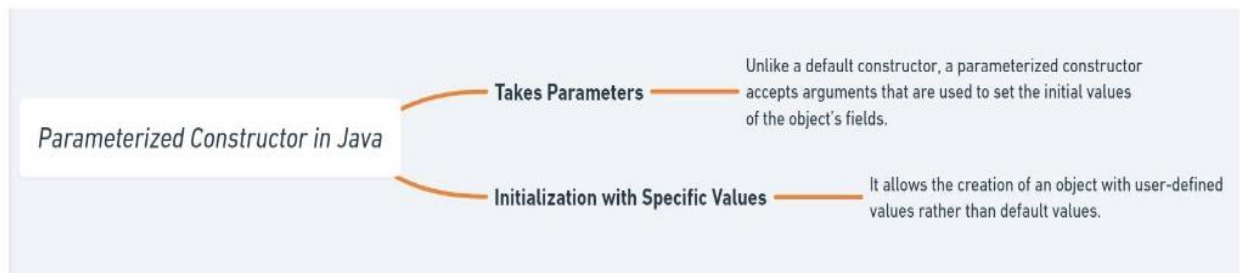 Parameterized Constructor in Java
Takes Parameters
Unlike a default constructor, a parameterized constructor
accepts arguments that are used to set the initial values
of the object's fields.
Initialization with Specific Values
It allows the creation of an object with user-defined
values rather than default values.